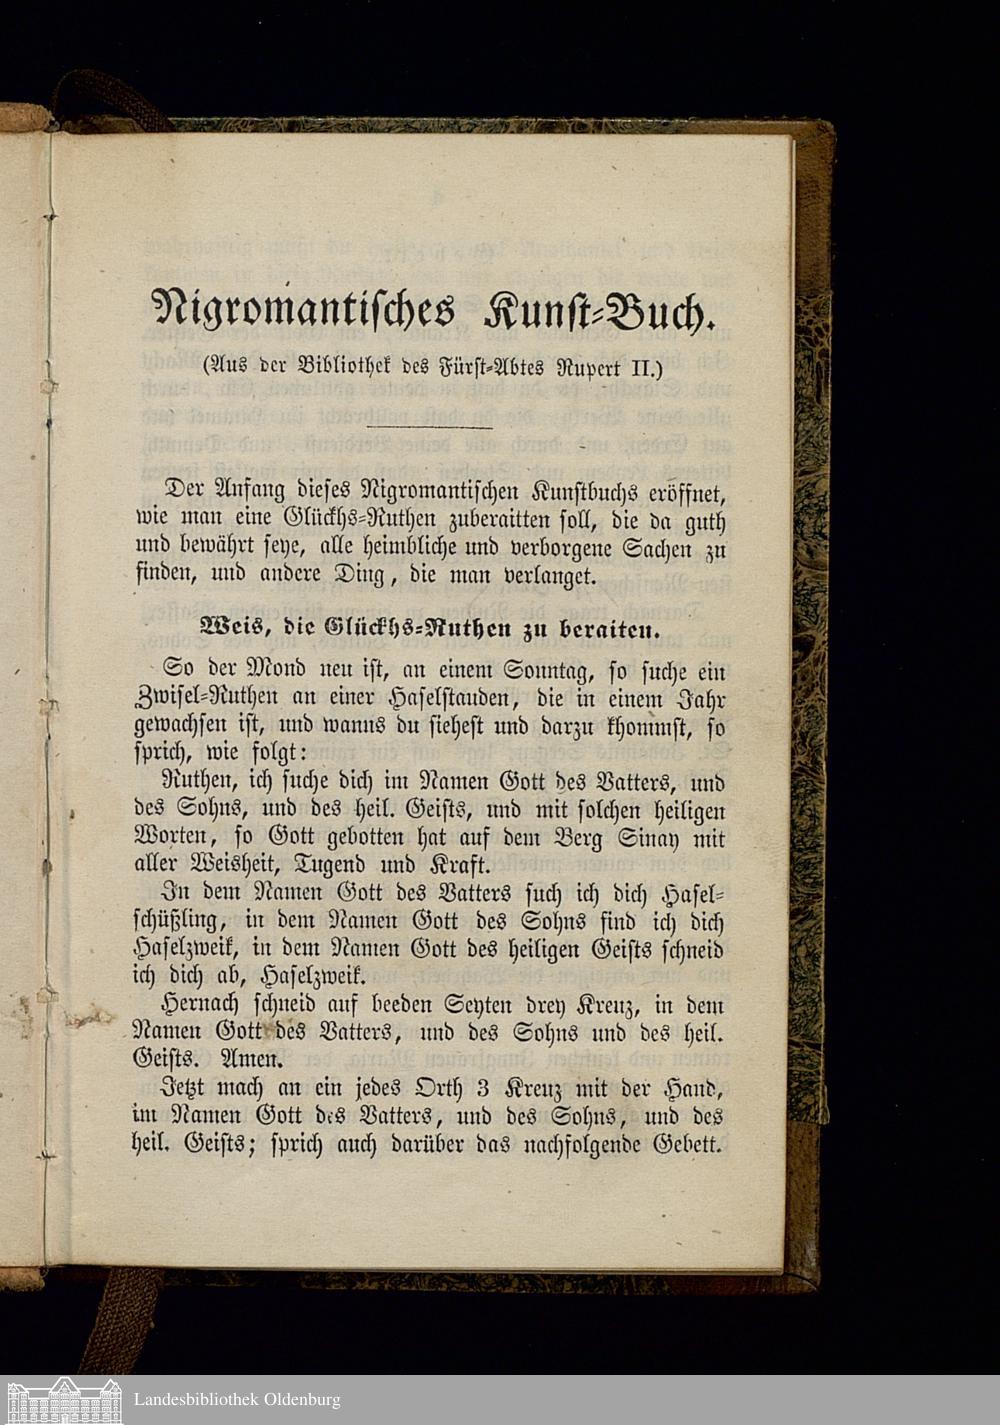 Nigromantisches Kunst-Buch.
(Aus der Bibliothek des Fürst-Abtes Rupert II.)
Der Anfang dieses Nigromantischen Kunstbuchs eröffnet,
wie man eine Glückhs-Ruthen zuberaitten soll, die da guth
und bewährt seye, alle heimbliche und verborgene Sachen zu
finden, und andere Ding, die man verlanget.
Weis, die Glückhs-Ruthen zu beraiten.
So der Mond neu ist, an einem Sonntag, so suche ein
Zwisel-Ruthen an einer Haselstauden, die in einem Jahr
gewachsen ist, und wanns du siehest und darzu khommst, so
sprich, wie folgt:
Ruthen, ich suche dich im Namen Gott des Vatters, und
des Sohns, und des heil. Geists, und mit solchen heiligen
Worten, so Gott gebotten hat auf dem Berg Sinay mit
aller Weisheit, Tugend und Kraft.
In dem Namen Gott des Vatters such ich dich Hasel-
schüßling, in dem Namen Gott des Sohns find ich dich
Haselzweik, in dem Namen Gott des heiligen Geists schneid
ich dich ab, Haselzweik.
Hernach schneid auf beeden Seyten drey Kreuz, in dem
Namen Gott des Vatters, und des Sohns und des heil.
Geists. Amen.
Jetzt mach an ein jedes Orth 3 Kreuz mit der Hand,
im Namen Gott des Vatters, und des Sohns, und des
heil. Geists; sprich auch darüber das nachfolgende Gebett.
Landesbibliothek Oldenburg